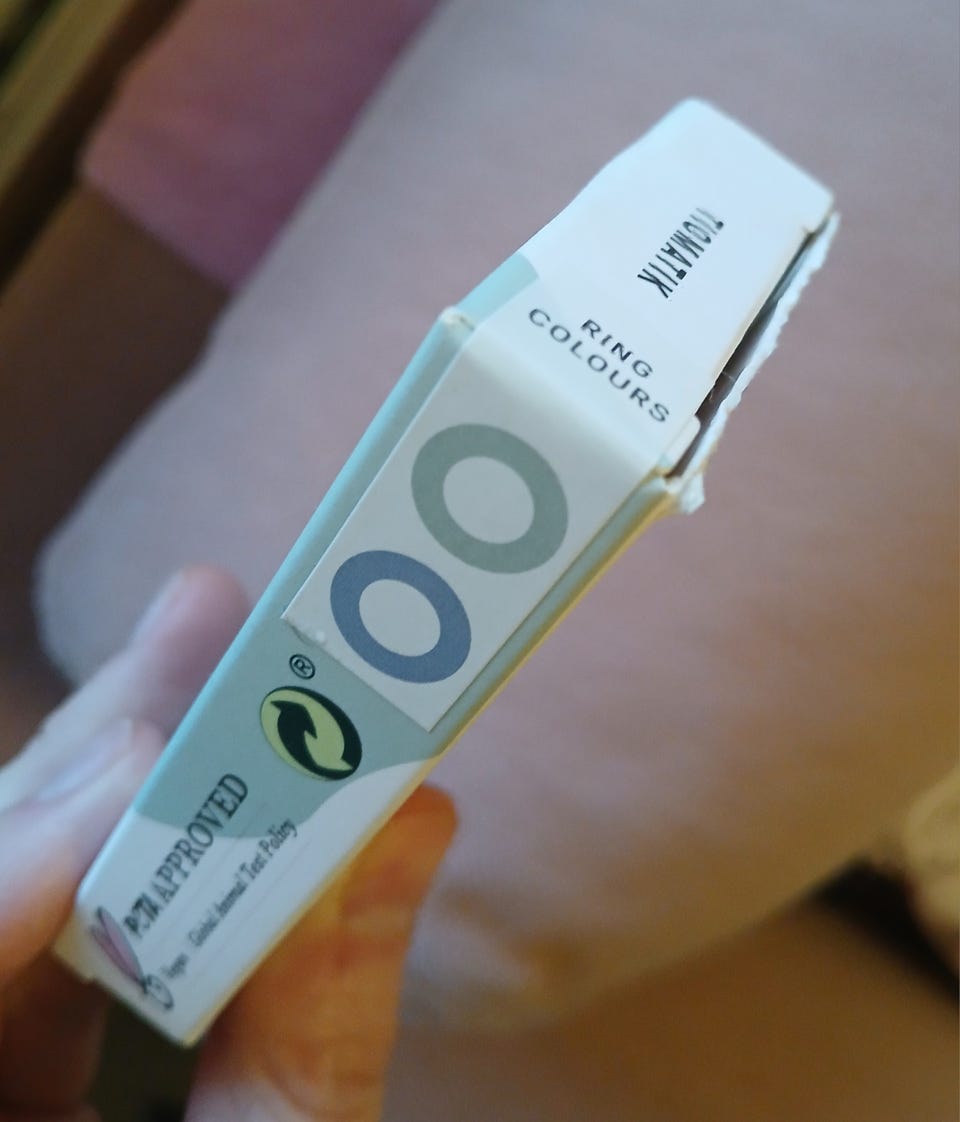 TIOMATIK
RING
COLOURS
®
PETA APPROVED
Global Animal Test Policy
Vegan